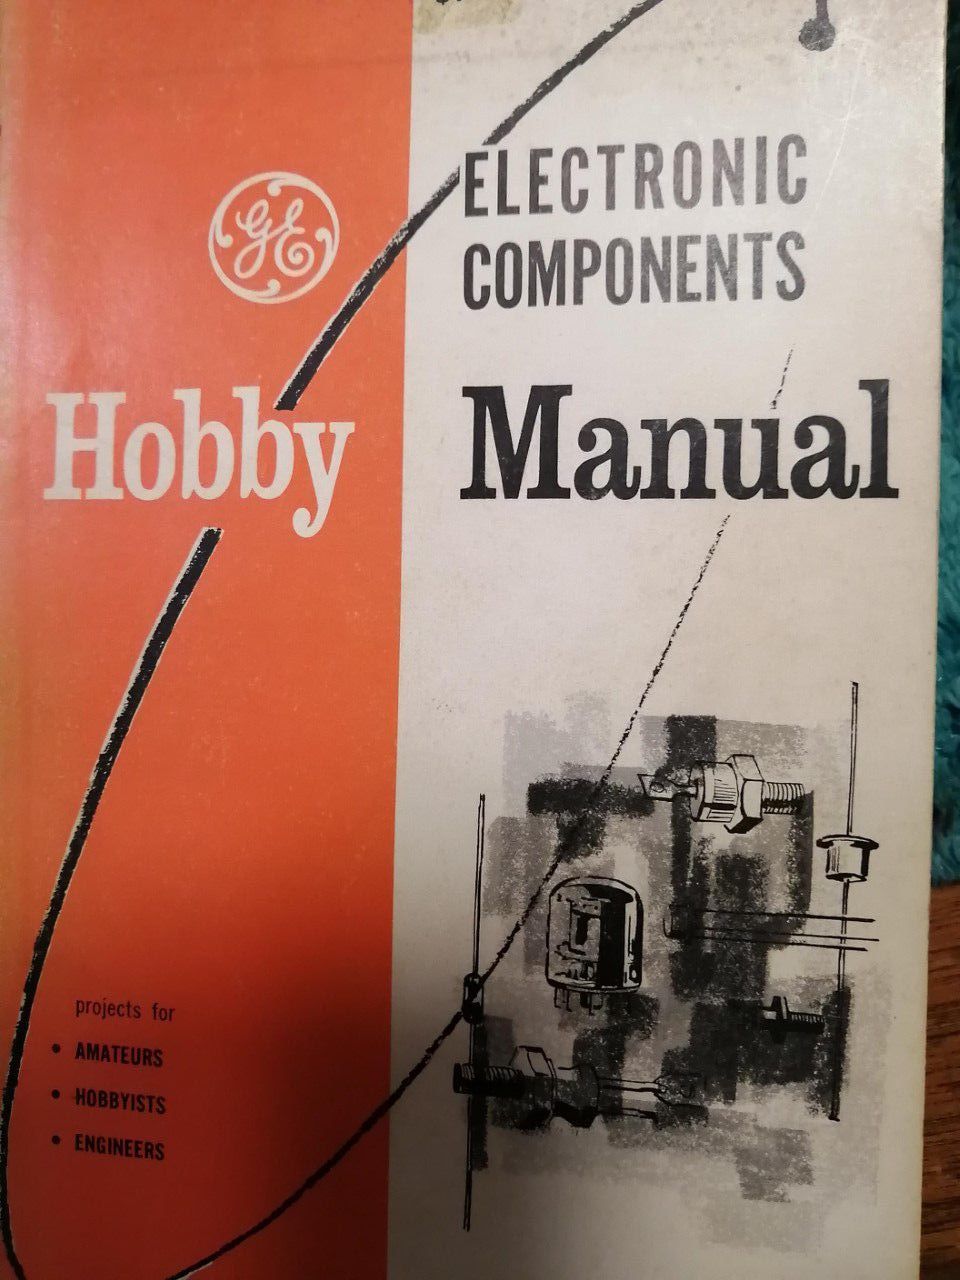 GE
ELECTRONIC
COMPONENTS
Hobby Manual
projects for
• AMATEURS
• HOBBYISTS
• ENGINEERS